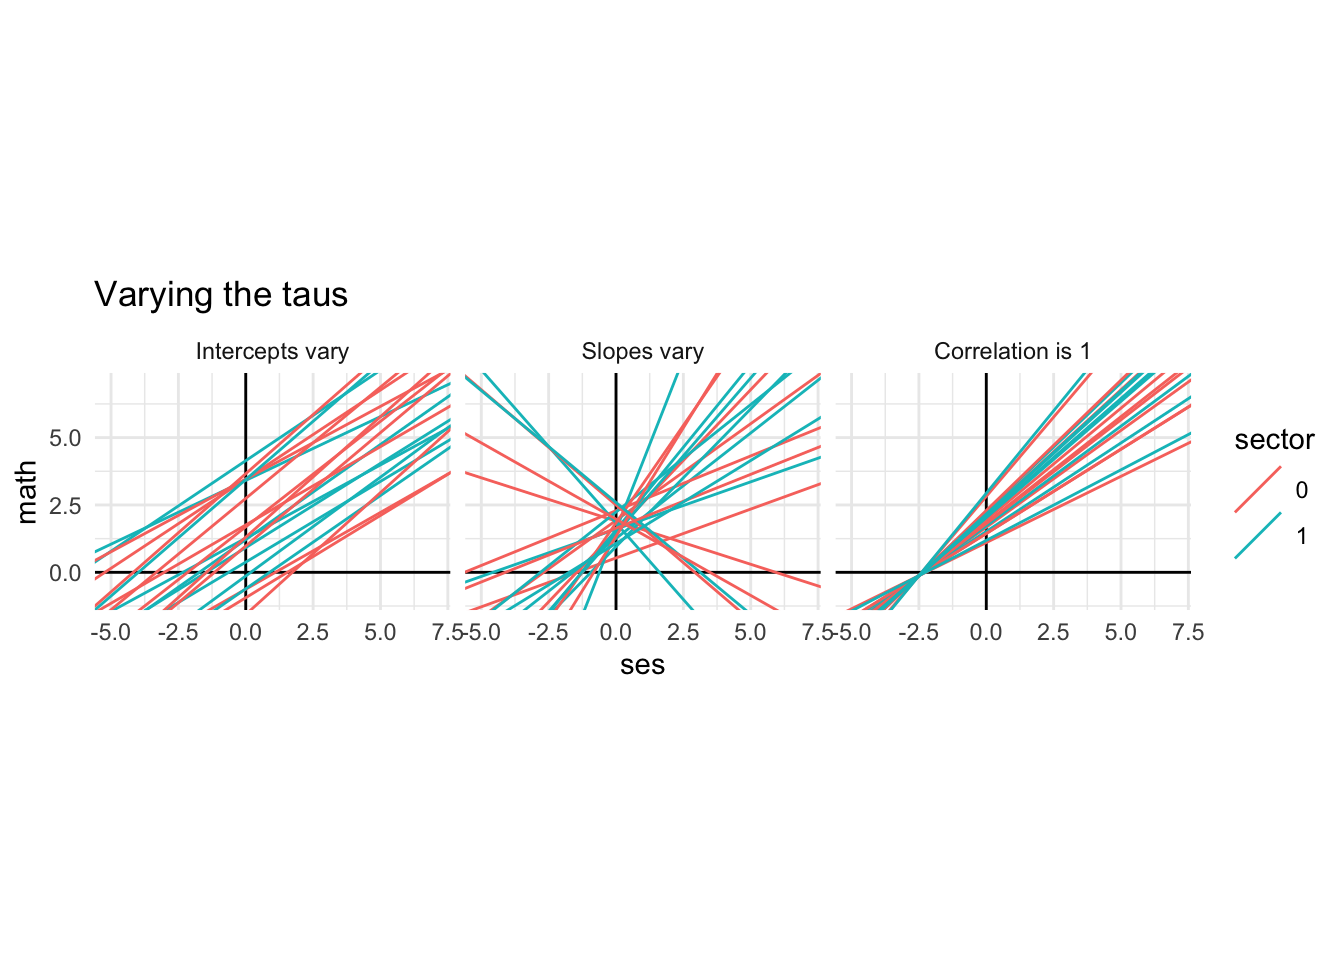 Varying the taus
Intercepts vary
Slopes vary
Correlation is 1
math
5.0
2.5
0.0
-5.0 -2.5 0.0 2.5 5.0 7.5
-5.0 -2.5 0.0 2.5 5.0 7.5
-5.0 -2.5 0.0 2.5 5.0 7.5
ses
sector
0
1